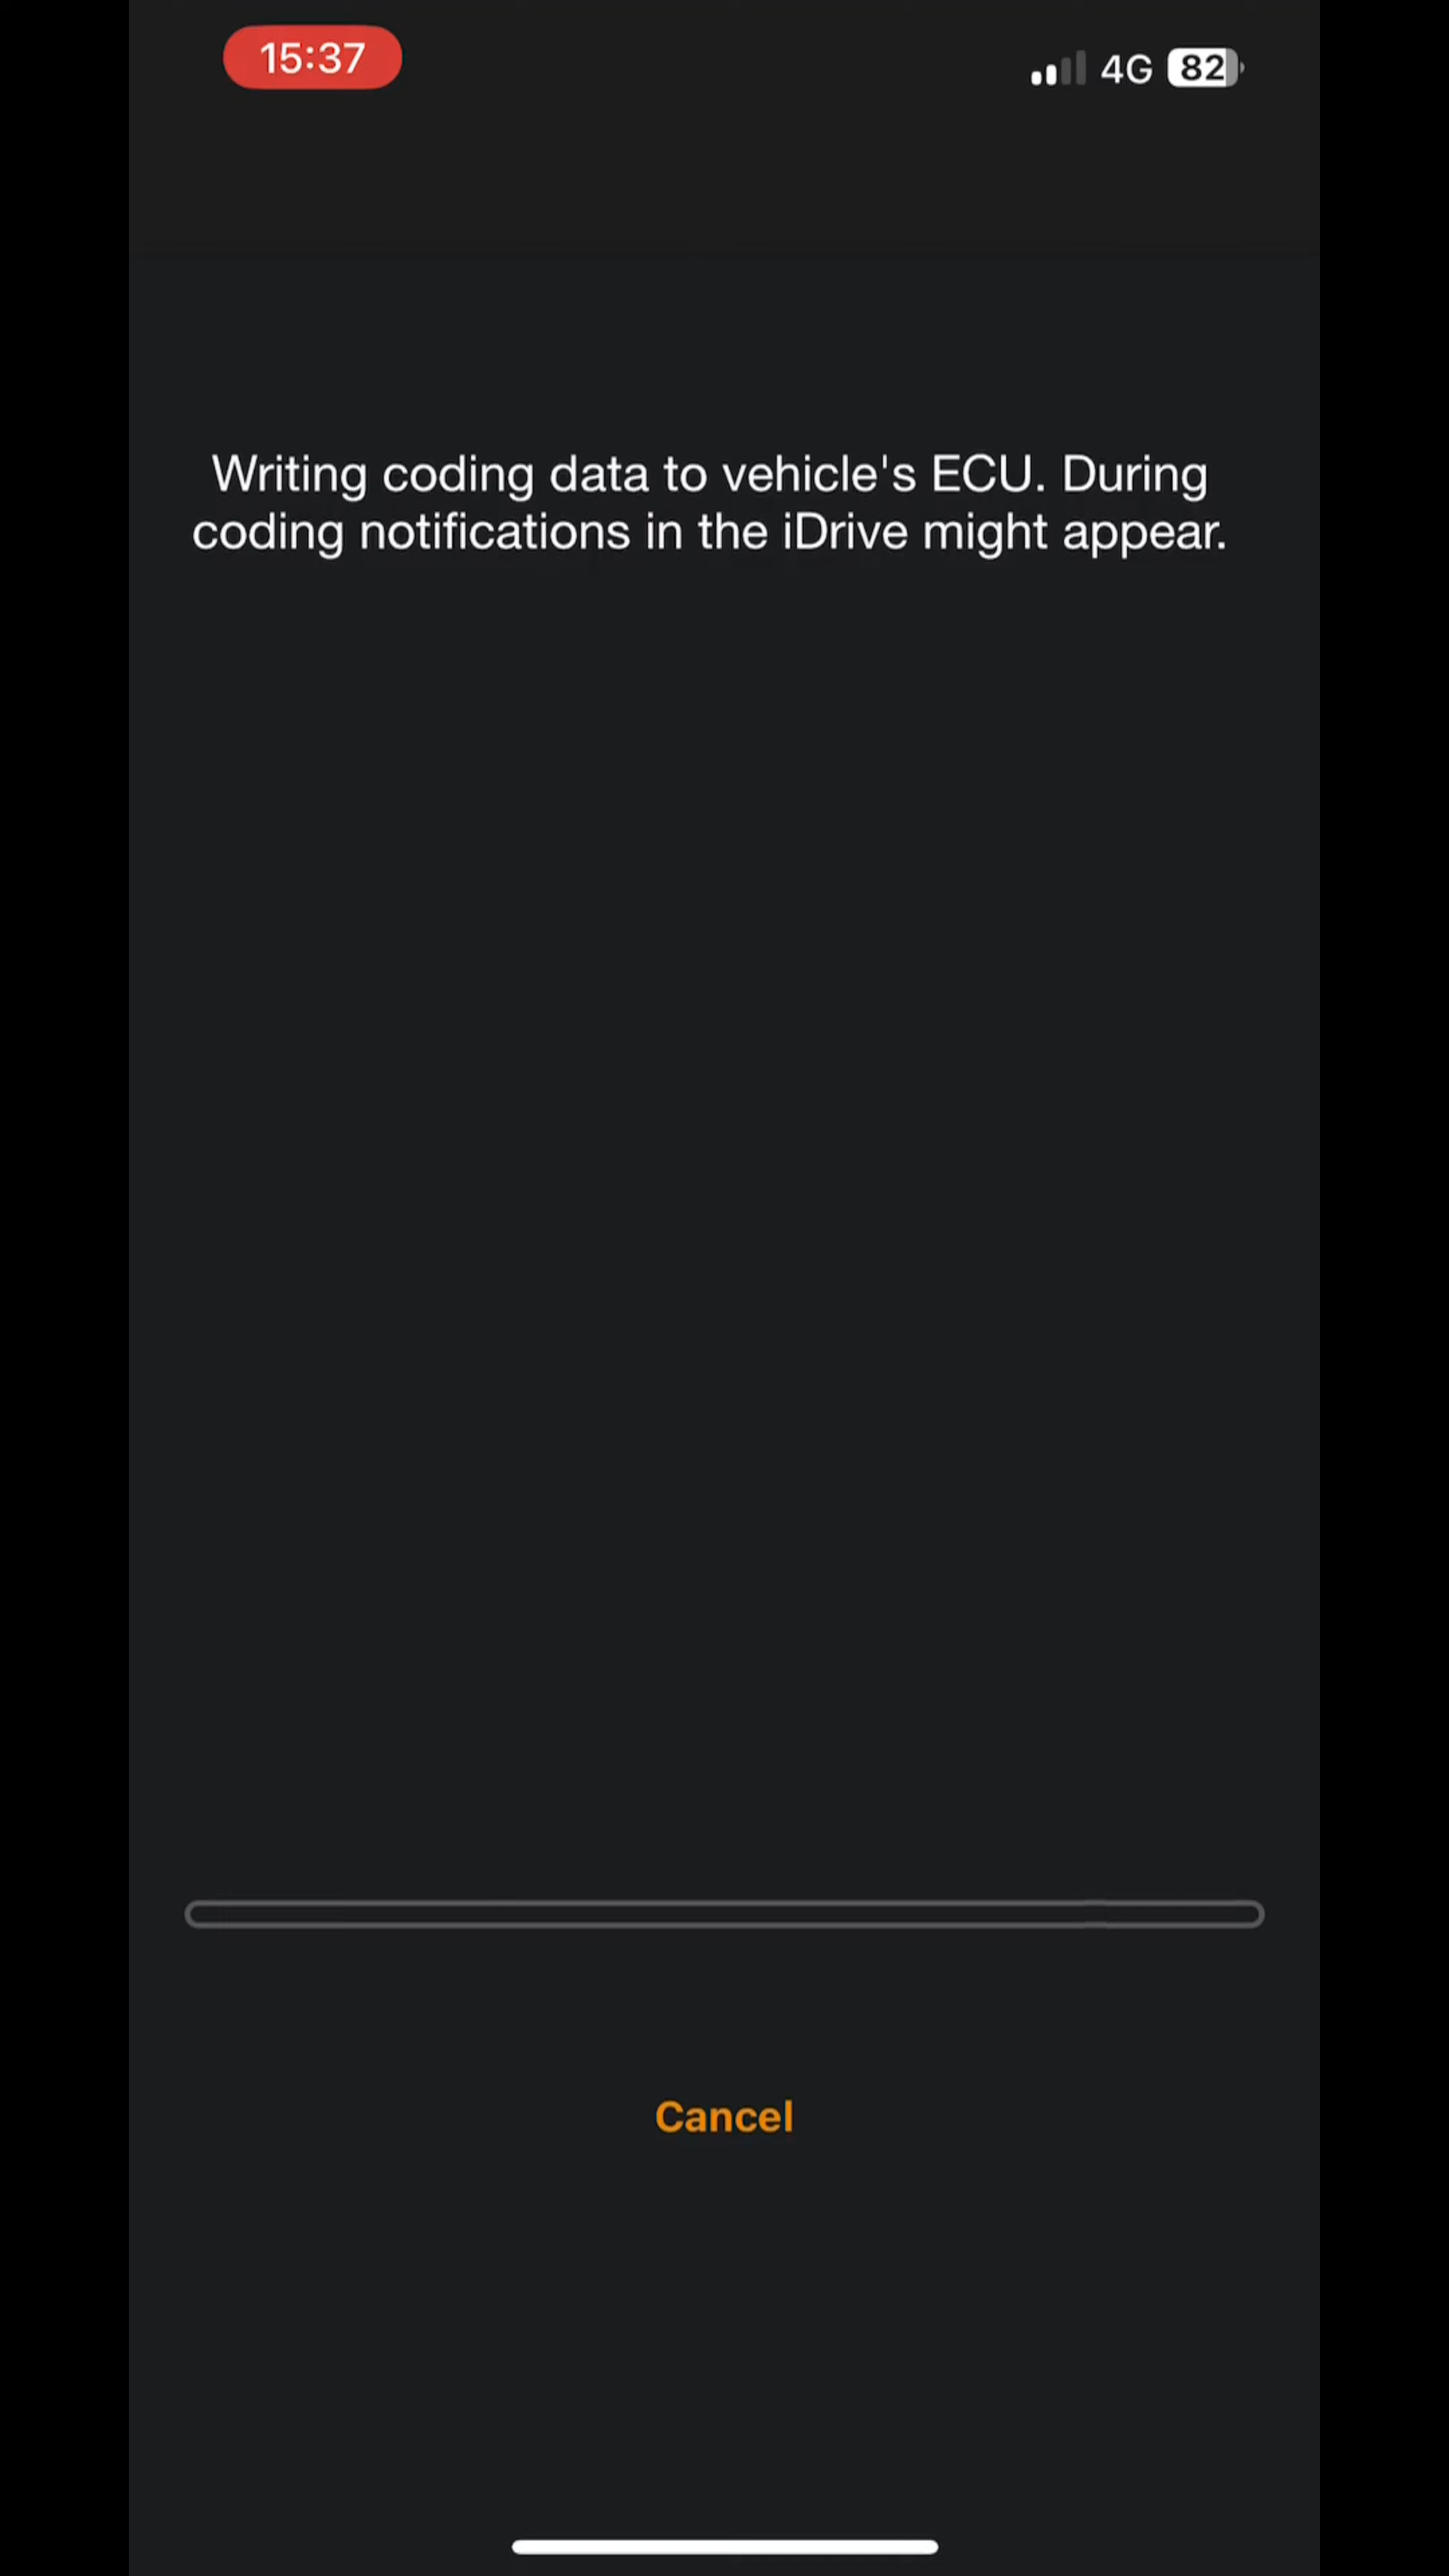 15:37
4G 82
Writing coding data to vehicle's ECU. During
coding notifications in the iDrive might appear.
Cancel